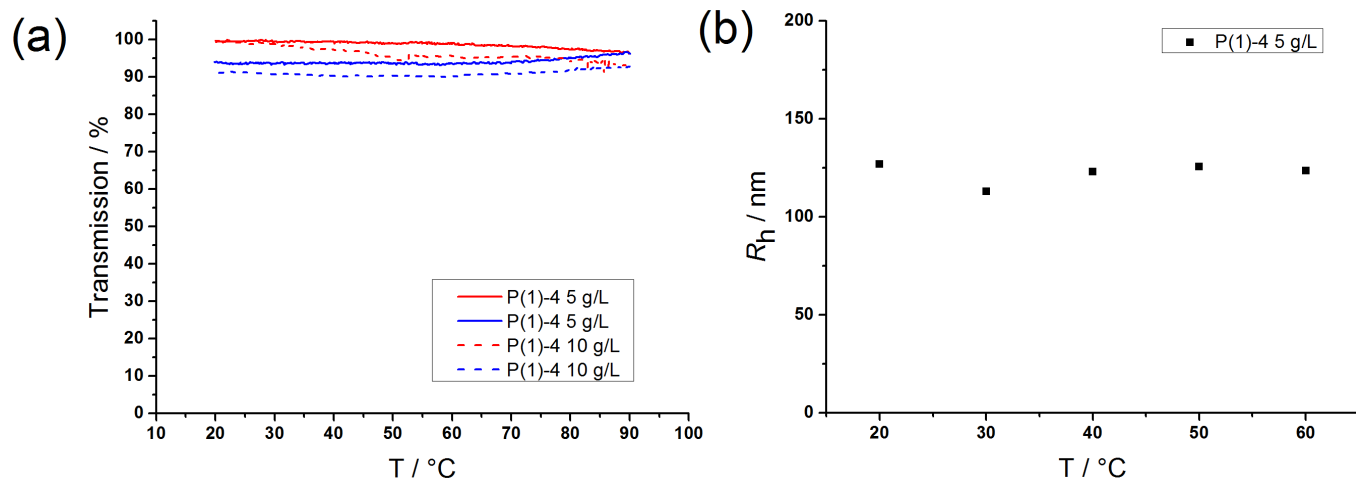 (a)
Transmission / %
100
90
80
70
60
50
40
30
20
10
0
P(1)-4 5 g/L
P(1)-4 5 g/L
P(1)-4 10 g/L
P(1)-4 10 g/L
10 20 30 40 50 60 70 80 90 100
T / °C
(b)
Rh / nm
200
150
100
50
0
P(1)-4 5 g/L
20 30 40 50 60
T / °C